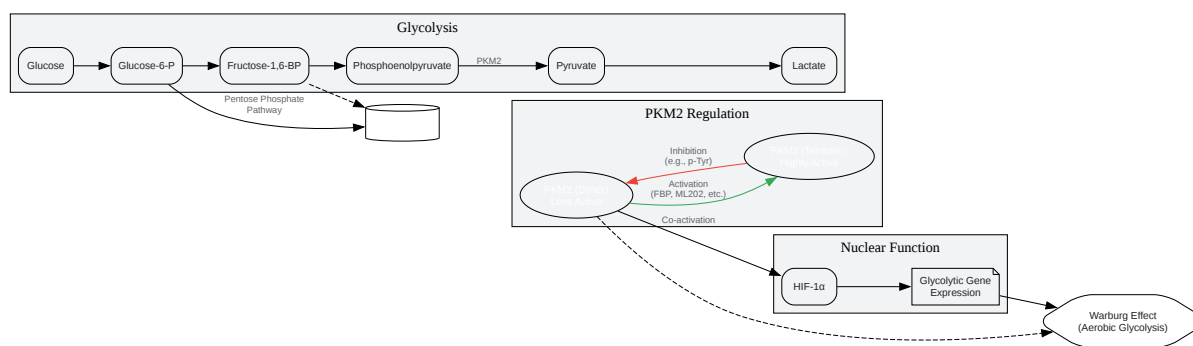 Glycolysis
Glucose
Glucose-6-P
Fructose-1,6-BP
Phosphoenolpyruvate
PKM2
Pyruvate
Lactate
Pentose Phosphate
Pathway
PKM2 Regulation
Inhibition
(e.g., p-Tyr)
PKM2 (Tetramer)
Highly Active
Activation
(FBP, ML202, etc.)
PKM2 (Dimer)
Less Active
Co-activation
Nuclear Function
HIF-1α
Glycolytic Gene
Expression
Warburg Effect
(Aerobic Glycolysis)